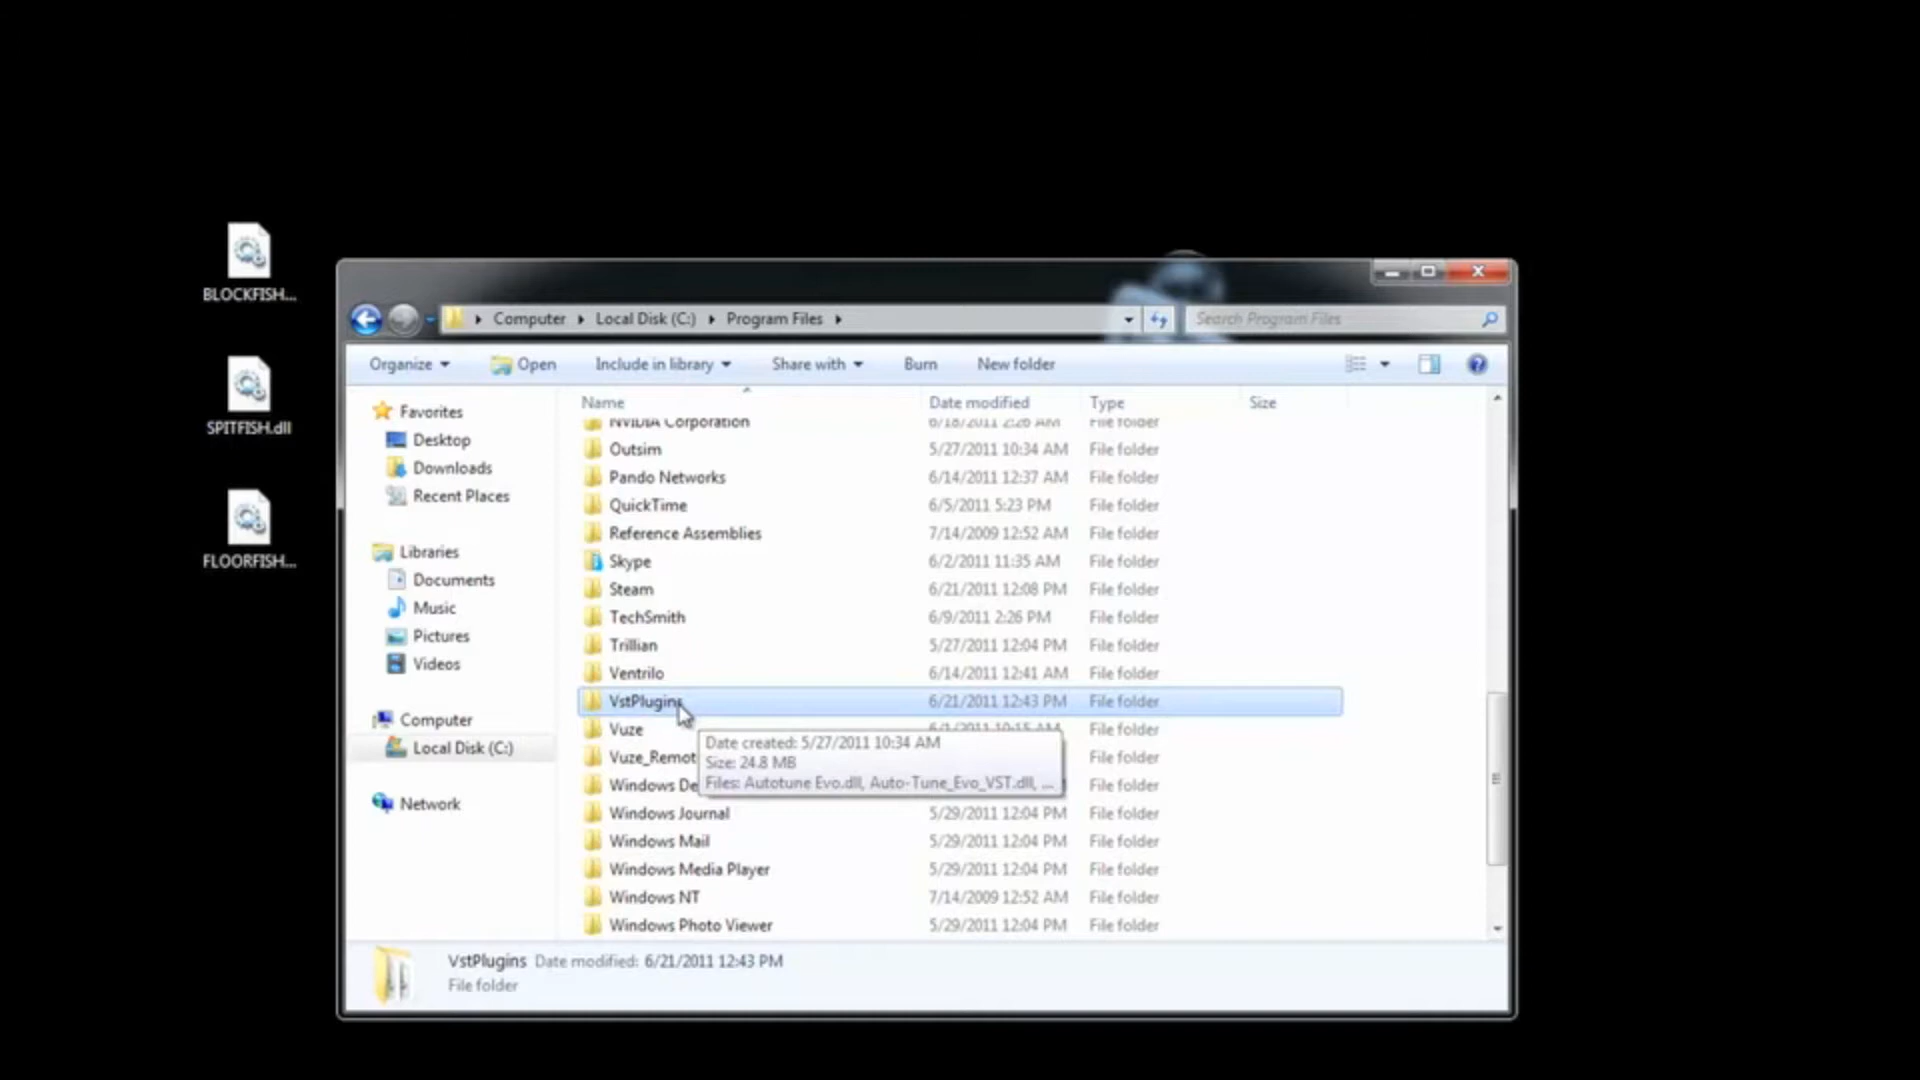 BLOCKFISH...
SPITFISH.dll
FLOORFISH...
Computer Local Disk (C:) Program Files
Search Program Files
Organize Open Include in library Share with Burn New folder
Favorites
Desktop
Downloads
Recent Places
Libraries
Documents
Music
Pictures
Videos
Computer
Local Disk (C:)
Network
Name Date modified Type Size
NVIDIA Corporation 6/18/2011 2:26 AM File folder
Outsim 5/27/2011 10:34 AM File folder
Pando Networks 6/14/2011 12:37 AM File folder
QuickTime 6/5/2011 5:23 PM File folder
Reference Assemblies 7/14/2009 12:52 AM File folder
Skype 6/2/2011 11:35 AM File folder
Steam 6/21/2011 12:08 PM File folder
TechSmith 6/9/2011 2:26 PM File folder
Trillian 5/27/2011 12:04 PM File folder
Ventrilo 6/14/2011 12:41 AM File folder
VstPlugins 6/21/2011 12:43 PM File folder
Vuze 6/1/2011 10:15 AM File folder
Vuze_Remot File folder
Windows De File folder
Date created: 5/27/2011 10:34 AM
Size: 24.8 MB
Files: Autotune Evo.dll, Auto-Tune_Evo_VST.dll, ...
Windows Journal 5/29/2011 12:04 PM File folder
Windows Mail 5/29/2011 12:04 PM File folder
Windows Media Player 5/29/2011 12:04 PM File folder
Windows NT 7/14/2009 12:52 AM File folder
Windows Photo Viewer 5/29/2011 12:04 PM File folder
VstPlugins Date modified: 6/21/2011 12:43 PM
File folder